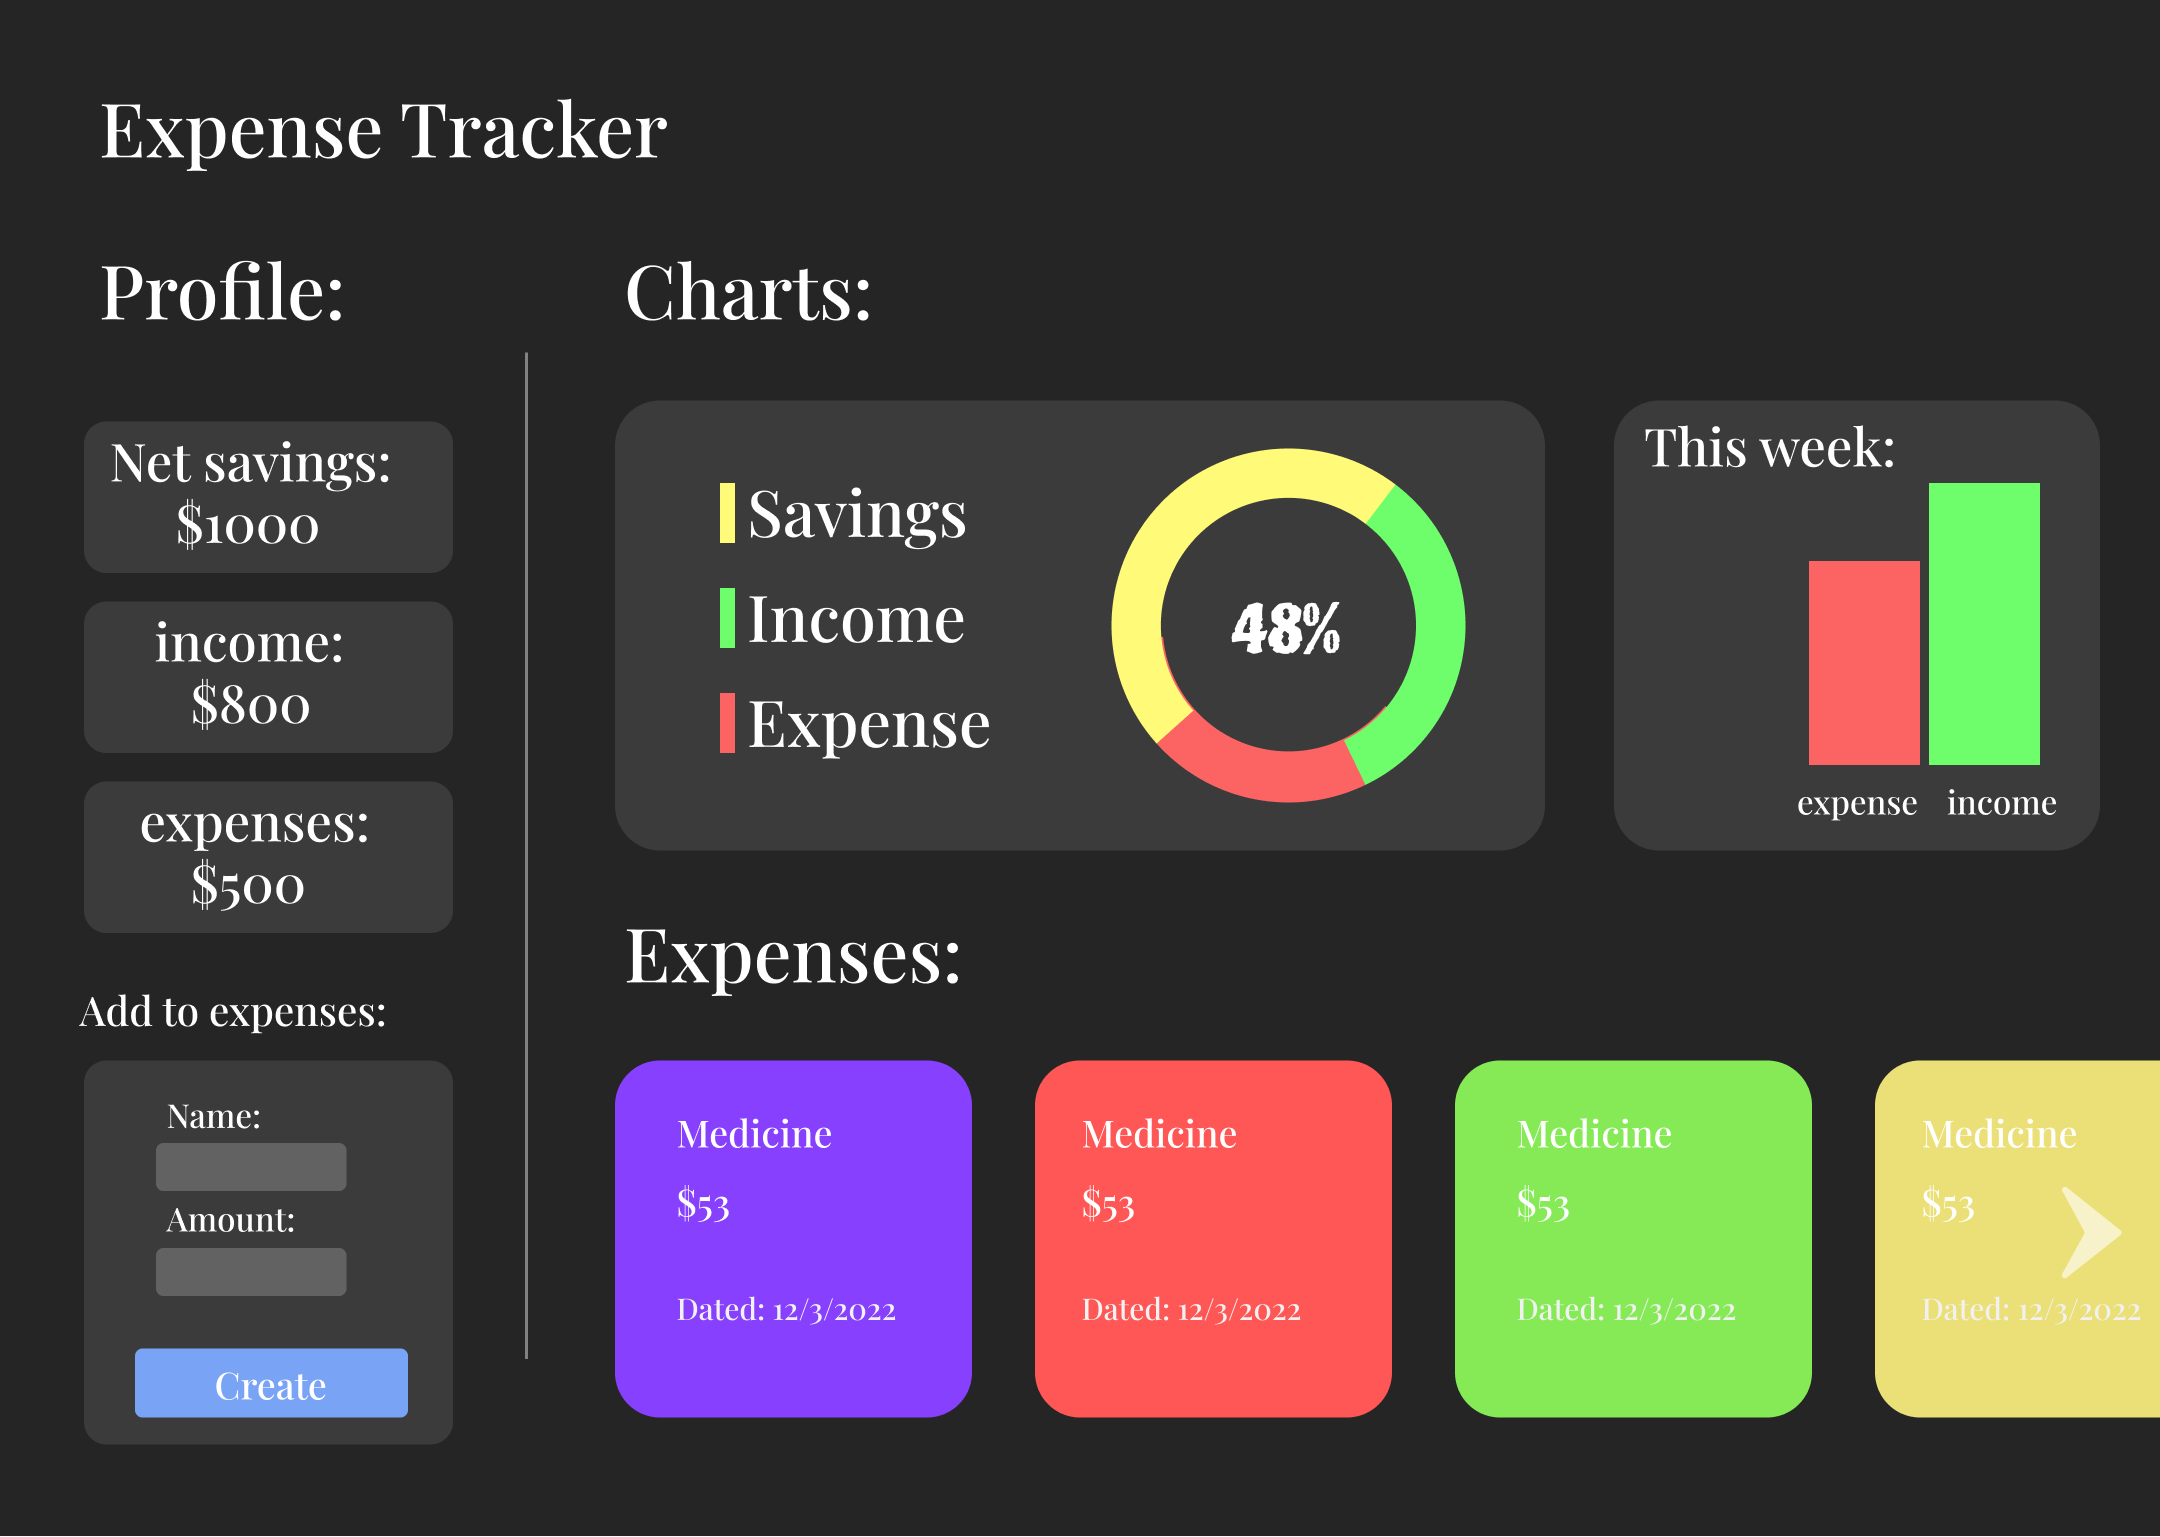 Expense Tracker
Profile:
Net savings:
$1000
income:
$800
expenses:
$500
Add to expenses:
Name:
Amount:
Create
Charts:
Savings
Income
Expense
48%
This week:
expense
income
Expenses:
Medicine
$53
Dated: 12/3/2022
Medicine
$53
Dated: 12/3/2022
Medicine
$53
Dated: 12/3/2022
Medicine
$53
Dated: 12/3/2022